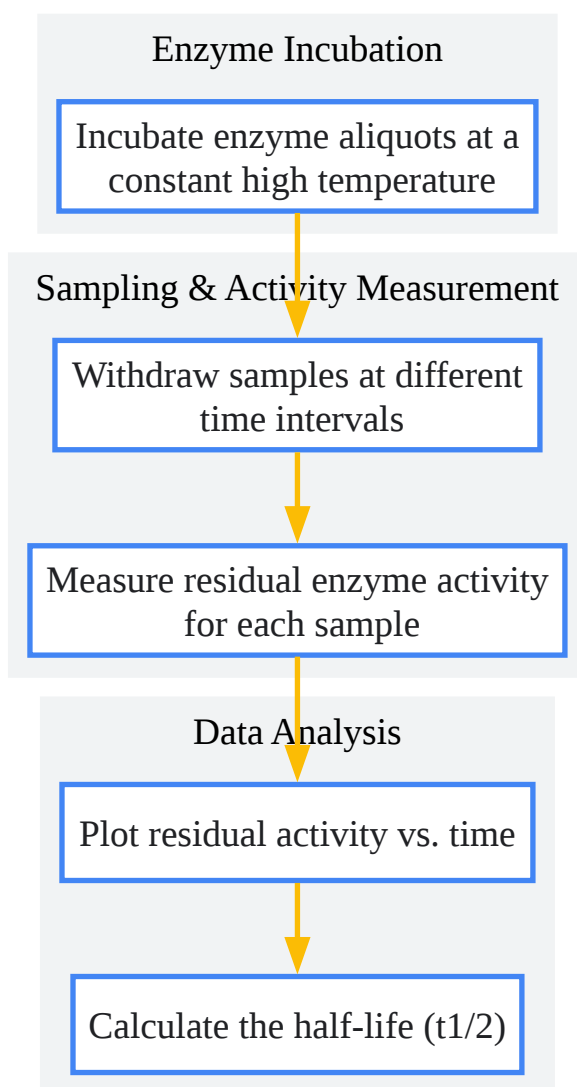 Enzyme Incubation
Incubate enzyme aliquots at a
constant high temperature
Sampling & Activity Measurement
Withdraw samples at different
time intervals
Measure residual enzyme activity
for each sample
Data Analysis
Plot residual activity vs. time
Calculate the half-life (t1/2)